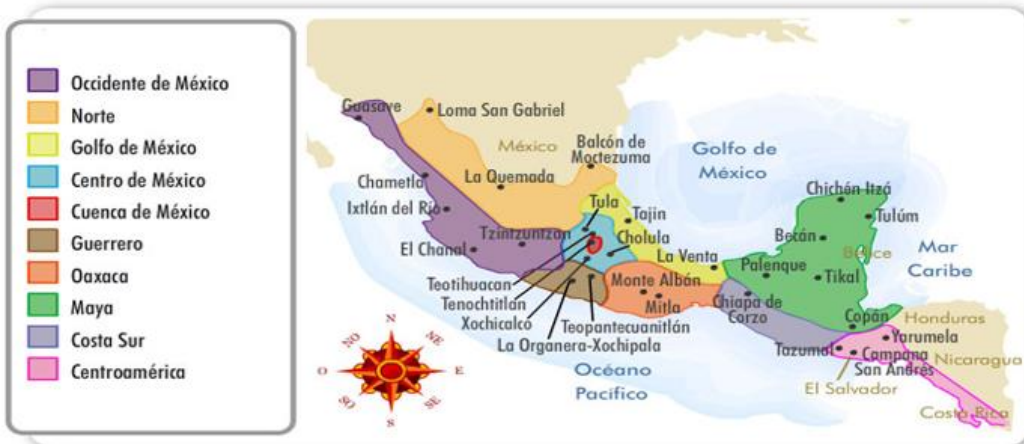 Occidente de México
Norte
Golfo de México
Centro de México
Cuenca de México
Guerrero
Oaxaca
Maya
Costa Sur
Centroamérica
Guasave
Loma San Gabriel
México
Balcón de
Moctezuma
Golfo de
México
Chametla
La Quemada
Chichón Itzá
Ixtlán del Río
Tula
Tajin
Tulúm
Tzintzuntzan
Cholula
Becán
El Chanal
La Venta
Belice
Mar
Caribe
Teotihuacan
Monte Albán
Palenque
Tikal
Tenochtitlán
Mitla
Chiapa de
Corzo
Xochicalcó
Teopantecuanitlán
Copán
Honduras
La Organera-Xochipala
Tazumal
Yarumela
Campana
Nicaragua
San Andrés
Océano
Pacífico
El Salvador
Costa Rica
N
NO
NE
O
E
SO
SE
S